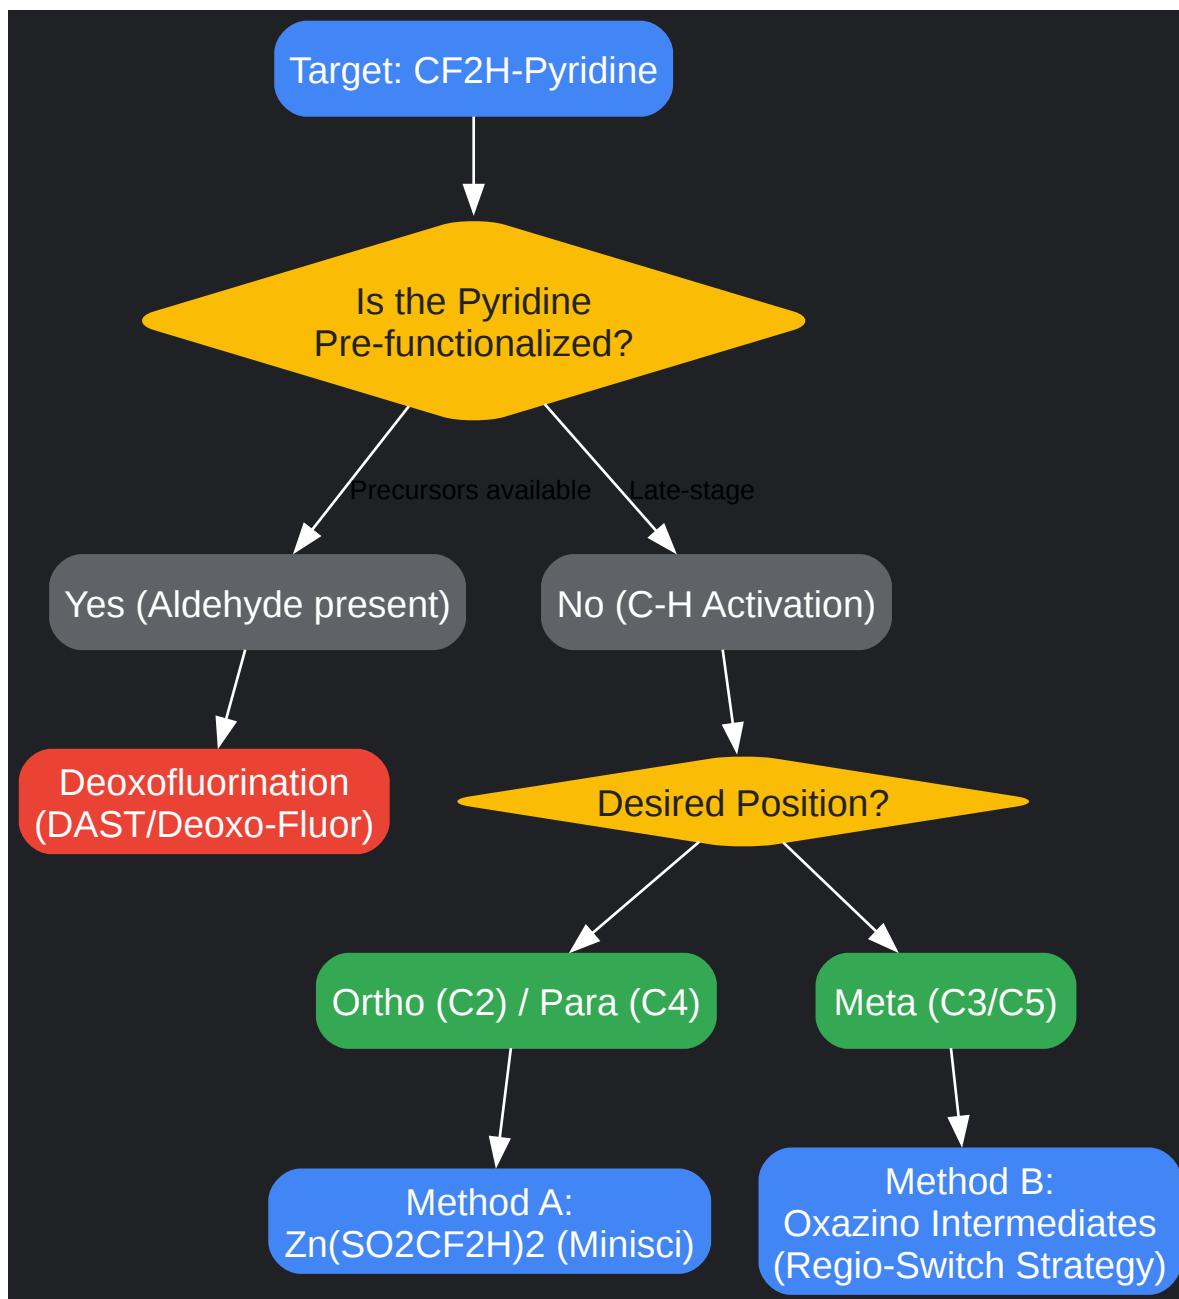 Target: CF2H-Pyridine
Is the Pyridine
Pre-functionalized?
Precursors available
Late-stage
Yes (Aldehyde present)
No (C-H Activation)
Deoxofluorination
(DAST/Deoxo-Fluor)
Desired Position?
Ortho (C2) / Para (C4)
Meta (C3/C5)
Method A:
Zn(SO2CF2H)2 (Minisci)
Method B:
Oxazino Intermediates
(Regio-Switch Strategy)